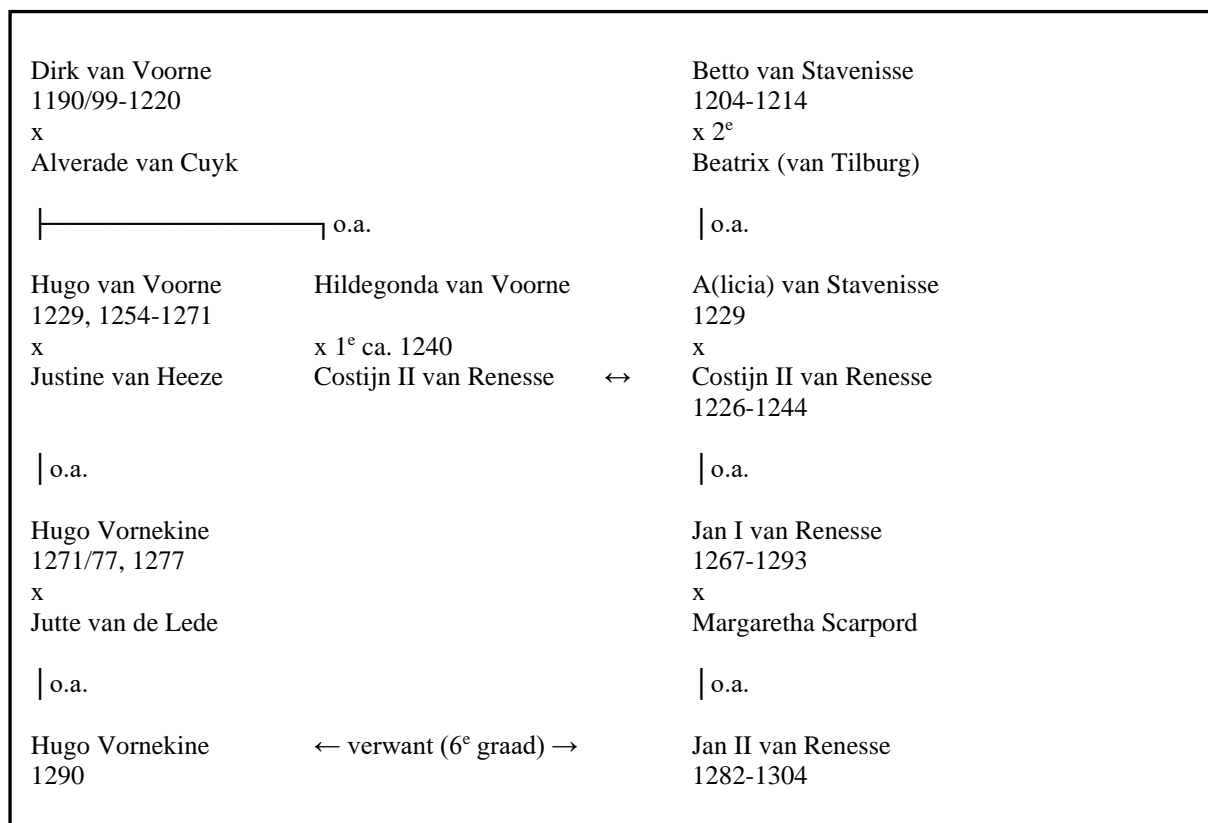 Dirk van Voorne Betto van Stavenisse
1190/99-1220 1204-1214
x x 2e
Alverade van Cuyk Beatrix (van Tilburg)
o.a. o.a.
Hugo van Voorne Hildegonda van Voorne A(licia) van Stavenisse
1229, 1254-1271 1229
x x 1e ca. 1240 x
Justine van Heeze Costijn II van Renesse ↔ Costijn II van Renesse
1226-1244
o.a. o.a.
Hugo Vornekine Jan I van Renesse
1271/77, 1277 1267-1293
x x
Jutte van de Lede Margaretha Scarpord
o.a. o.a.
Hugo Vornekine ← verwant (6e graad) → Jan II van Renesse
1290 1282-1304